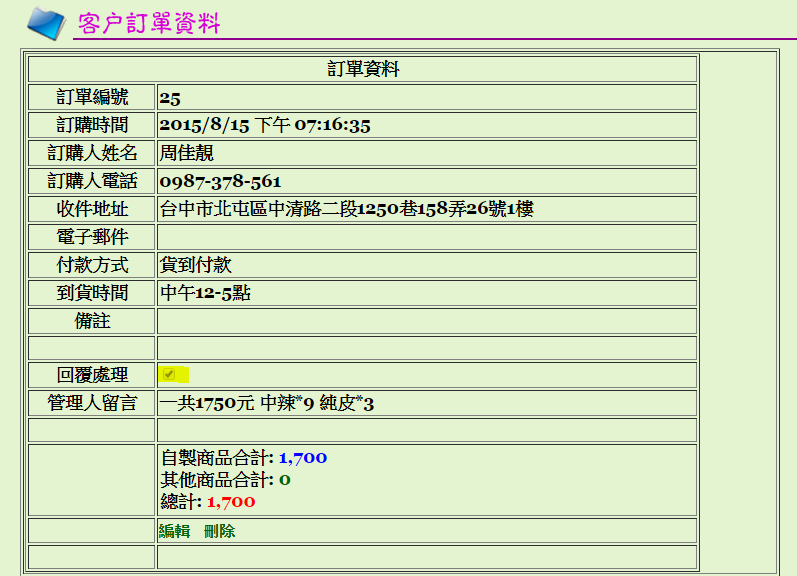 客户訂單資料
訂單資料
訂單編號 25
訂購時間 2015/8/15 下午 07:16:35
訂購人姓名 周佳靚
訂購人電話 0987-378-561
收件地址 台中市北屯區中清路二段1250巷158弄26號1樓
電子郵件
付款方式 貨到付款
到貨時間 中午12-5點
備註
回覆處理
管理人留言 一共1750元 中辣*9 純皮*3
自製商品合計: 1,700
其他商品合計: 0
總計: 1,700
編輯 刪除